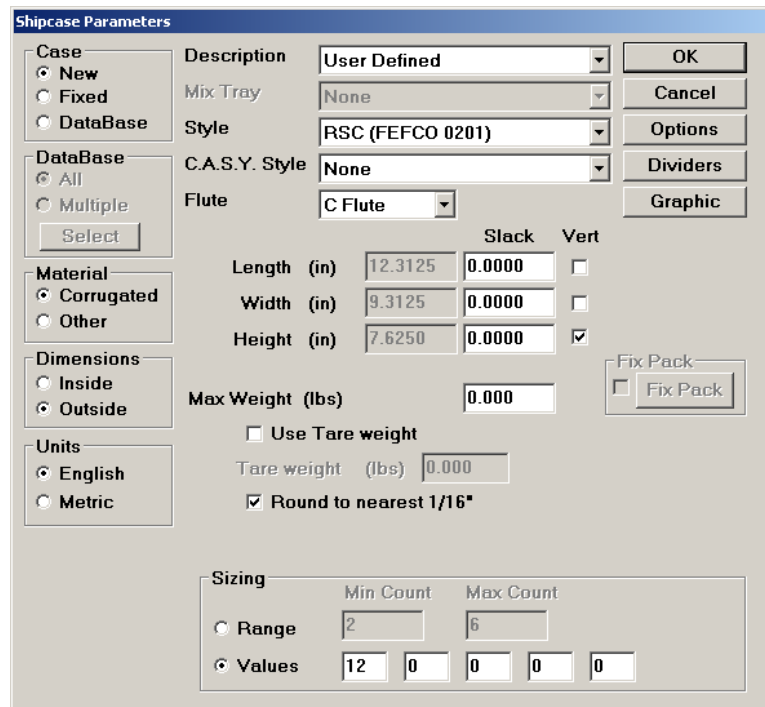 Shipcase Parameters
Case
New
Fixed
DataBase
DataBase
All
Multiple
Select
Material
Corrugated
Other
Dimensions
Inside
Outside
Units
English
Metric
Description User Defined
Mix Tray None
Style RSC (FEFCO 0201)
C.A.S.Y. Style None
Flute C Flute
Slack Vert
Length (in) 12.3125 0.0000
Width (in) 9.3125 0.0000
Height (in) 7.6250 0.0000
Max Weight (lbs) 0.000
Use Tare weight
Tare weight (lbs) 0.000
Round to nearest 1/16"
OK
Cancel
Options
Dividers
Graphic
Fix Pack
Fix Pack
Sizing
Min Count Max Count
Range 2 6
Values 12 0 0 0 0